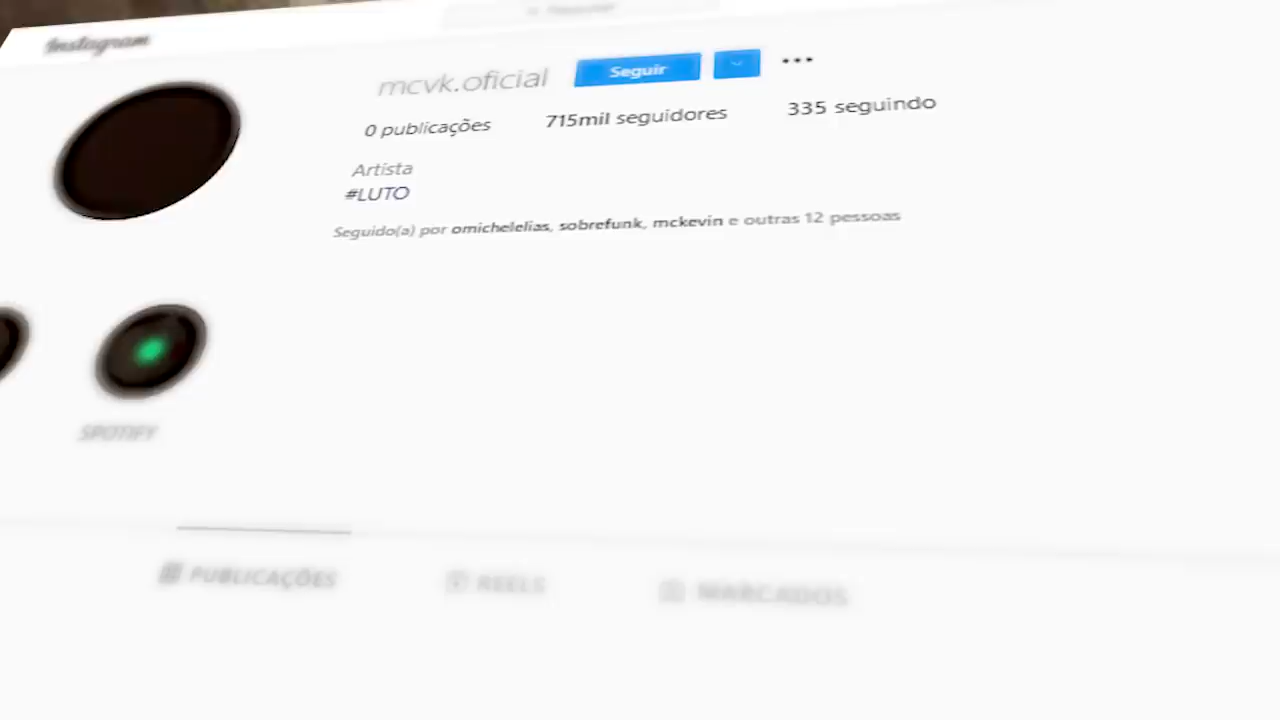 Instagram
mcvk.oficial Seguir
0 publicações 715mil seguidores 335 seguindo
Artista
#LUTO
Seguido(a) por omichelelias, sobrefunk, mckevin e outras 12 pessoas
SPOTIFY
PUBLICAÇÕES REELS MARCADOS